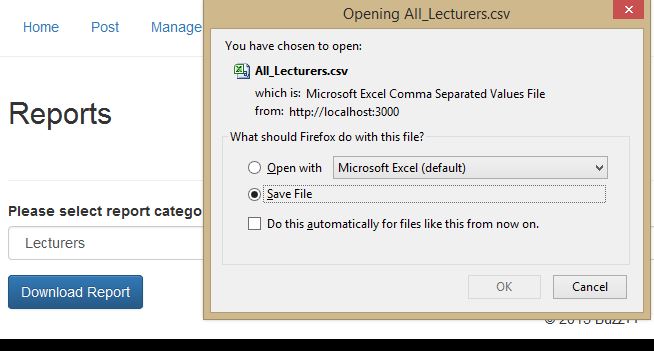 Home Post Manage
Reports
Please select report catego
Lecturers
Download Report
Opening All_Lecturers.csv
You have chosen to open:
All_Lecturers.csv
which is: Microsoft Excel Comma Separated Values File
from: http://localhost:3000
What should Firefox do with this file?
Open with Microsoft Excel (default)
Save File
Do this automatically for files like this from now on.
OK Cancel